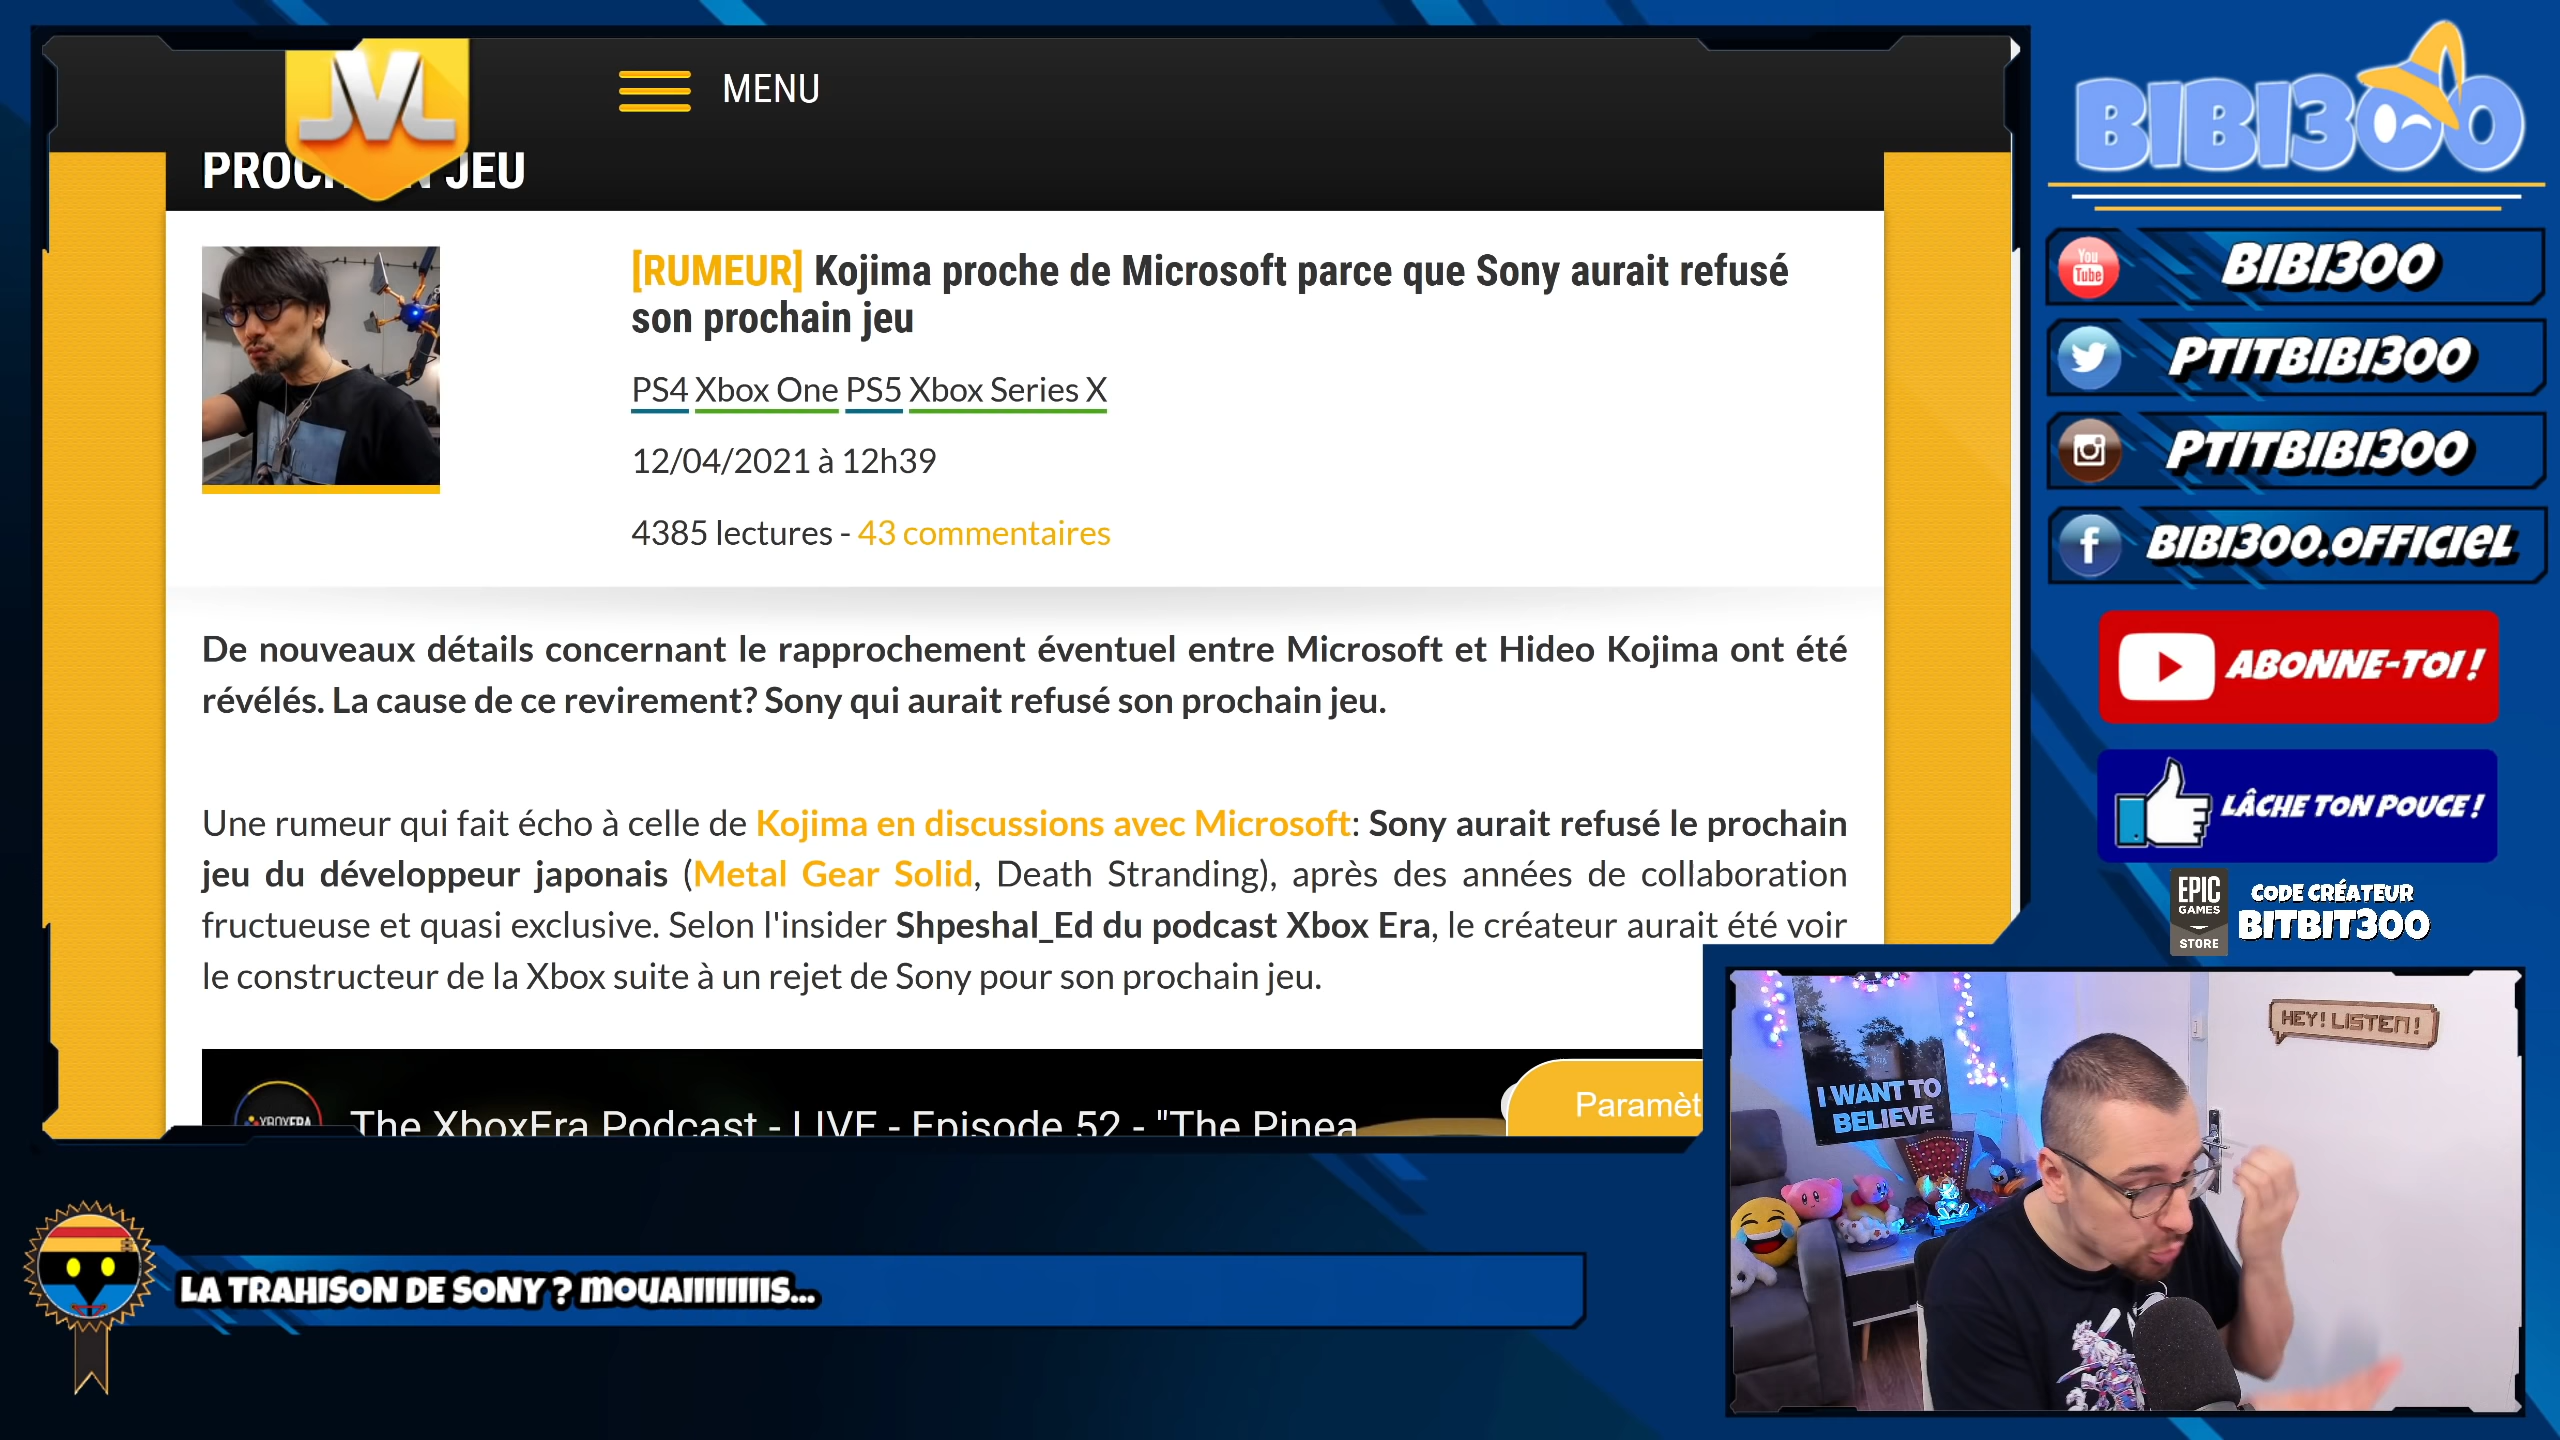 JVL
MENU
PROCHAIN JEU
[RUMEUR] Kojima proche de Microsoft parce que Sony aurait refusé
son prochain jeu
PS4 Xbox One PS5 Xbox Series X
12/04/2021 à 12h39
4385 lectures - 43 commentaires
De nouveaux détails concernant le rapprochement éventuel entre Microsoft et Hideo Kojima ont été
révélés. La cause de ce revirement? Sony qui aurait refusé son prochain jeu.
Une rumeur qui fait écho à celle de Kojima en discussions avec Microsoft: Sony aurait refusé le prochain
jeu du développeur japonais (Metal Gear Solid, Death Stranding), après des années de collaboration
fructueuse et quasi exclusive. Selon l'insider Shpeshal_Ed du podcast Xbox Era, le créateur aurait été voir
le constructeur de la Xbox suite à un rejet de Sony pour son prochain jeu.
XBOXERA
The XboxEra Podcast - LIVE - Episode 52 - "The Pinea
Paramèt
LA TRAHISON DE SONY ? MOUAIIIIIIIIIS...
BIBI300
You Tube
BIBI300
PTITBIBI300
PTITBIBI300
f
BIBI300.OFFICIEL
ABONNE-TOI !
LÂCHE TON POUCE !
EPIC
GAMES
STORE
CODE CRÉATEUR
BITBIT300
HEY! LISTEN!
I WANT TO
BELIEVE